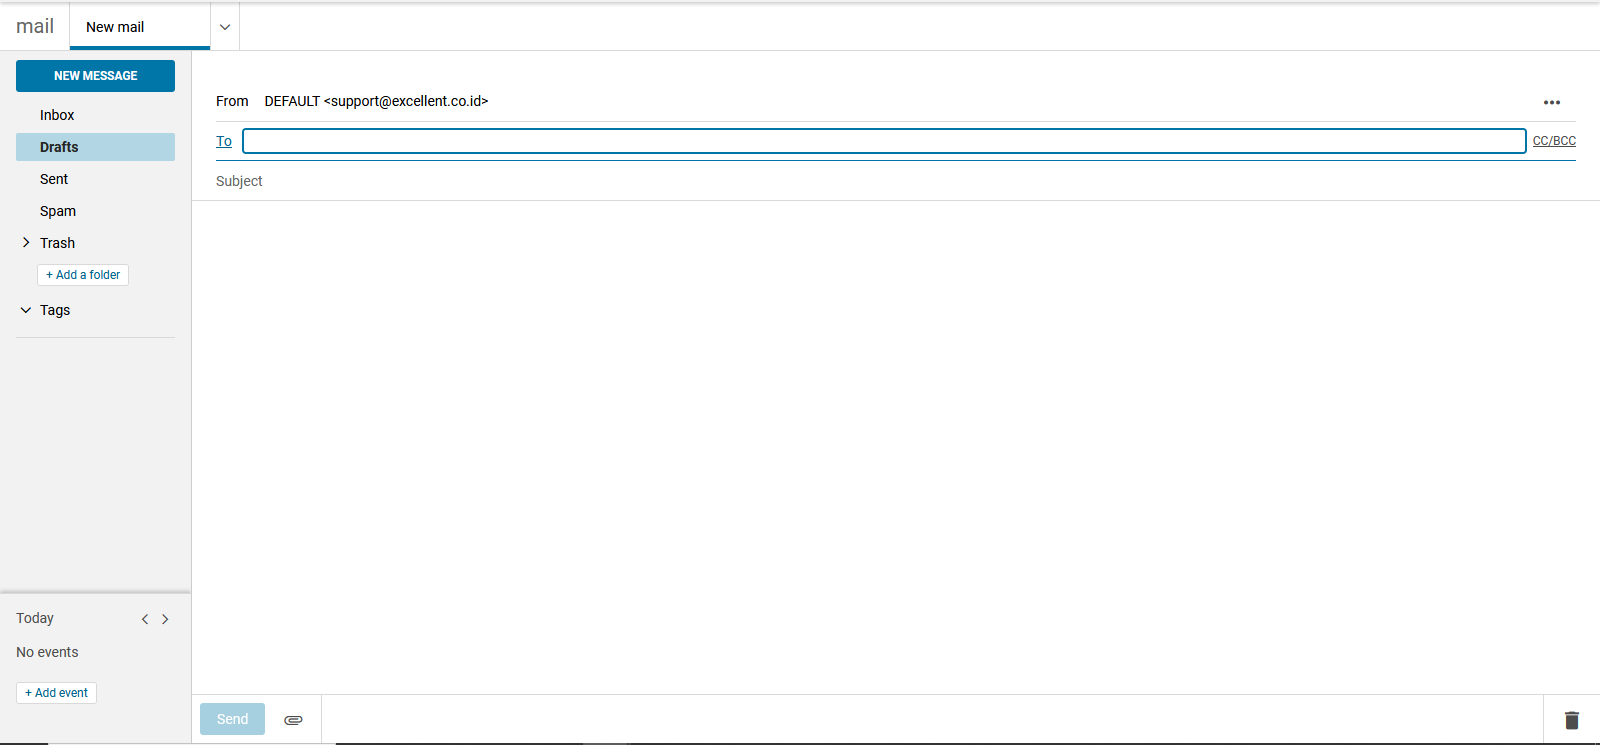 mail
New mail
NEW MESSAGE
Inbox
Drafts
Sent
Spam
Trash
+ Add a folder
Tags
From DEFAULT <support@excellent.co.id>
To CC/BCC
Subject
Today
No events
+ Add event
Send